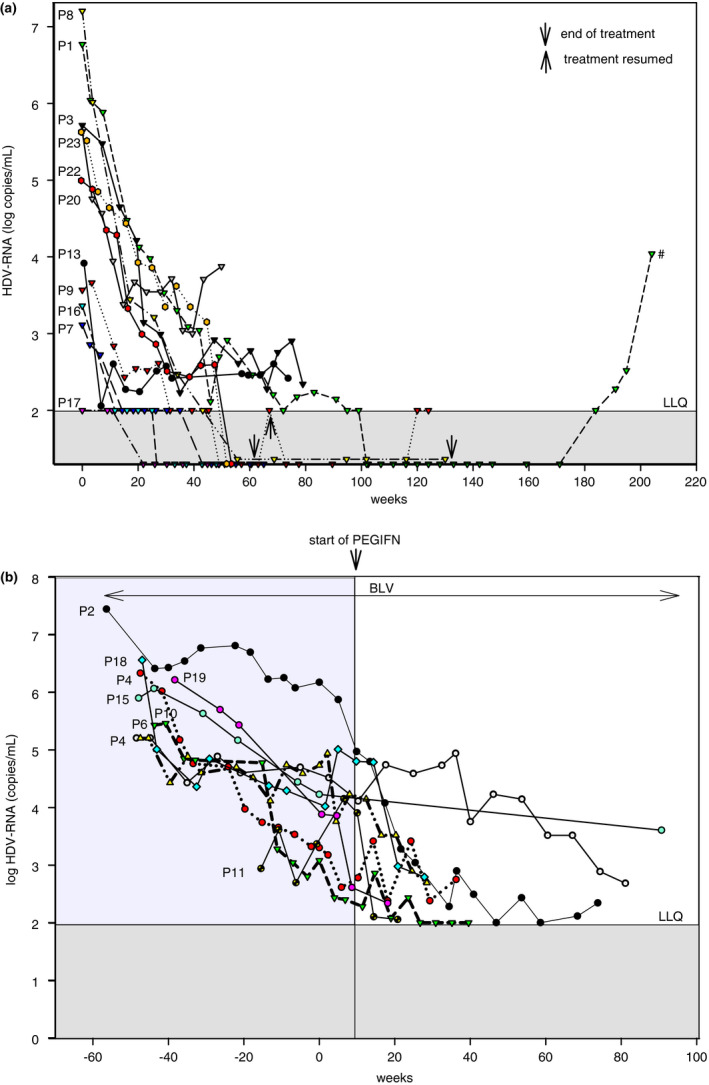 (a)
7
6
5
4
3
2
HDV-RNA (log copies/mL)
P8
P1
P3
P23
P22
P20
P13
P9
P16
P7
P17
end of treatment
treatment resumed
#
LLQ
0 20 40 60 80 100 120 140 160 180 200 220
weeks
start of PEGIFN
(b)
8
7
6
5
4
3
2
1
0
log HDV-RNA (copies/mL)
BLV
P2
P18
P4
P19
P15
P10
P6
P4
P11
LLQ
-60 -40 -20 0 20 40 60 80 100
weeks